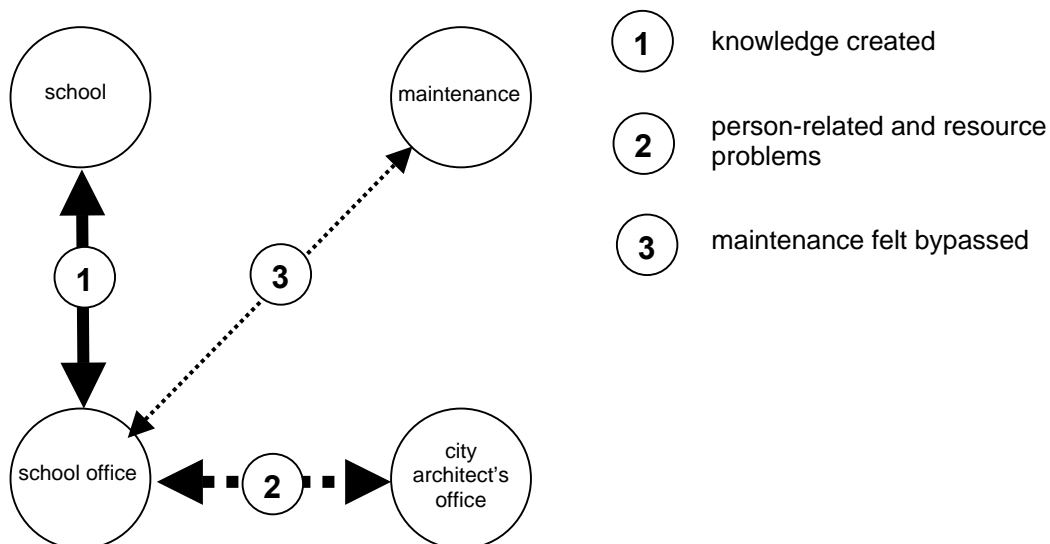 school
maintenance
1
knowledge created
2
person-related and resource
problems
3
maintenance felt bypassed
1
3
school office
2
city
architect's
office